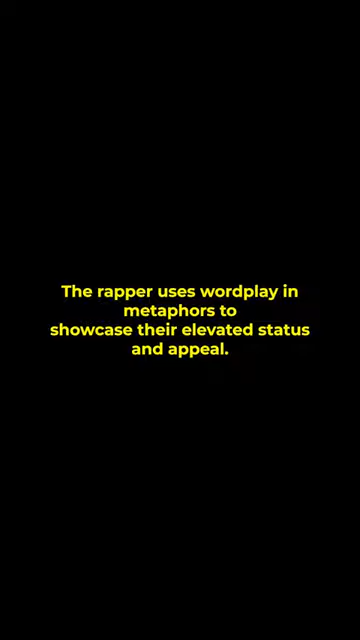 The rapper uses wordplay in
metaphors to
showcase their elevated status
and appeal.